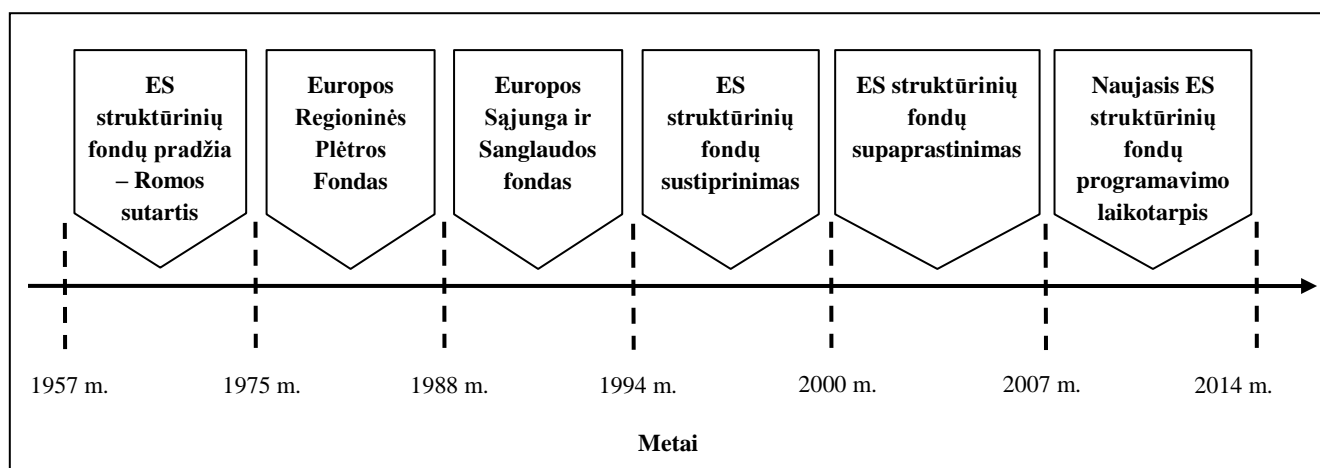 ES
struktūrinių
fondų pradžia
– Romos
sutartis
Europos
Regioninės
Plėtros
Fondas
Europos
Sąjunga ir
Sanglaudos
fondas
ES
struktūrinių
fondų
sustiprinimas
ES struktūrinių
fondų
supaprastinimas
Naujasis ES
struktūrinių
fondų
programavimo
laikotarpis
1957 m.
1975 m.
1988 m.
1994 m.
2000 m.
2007 m.
2014 m.
Metai